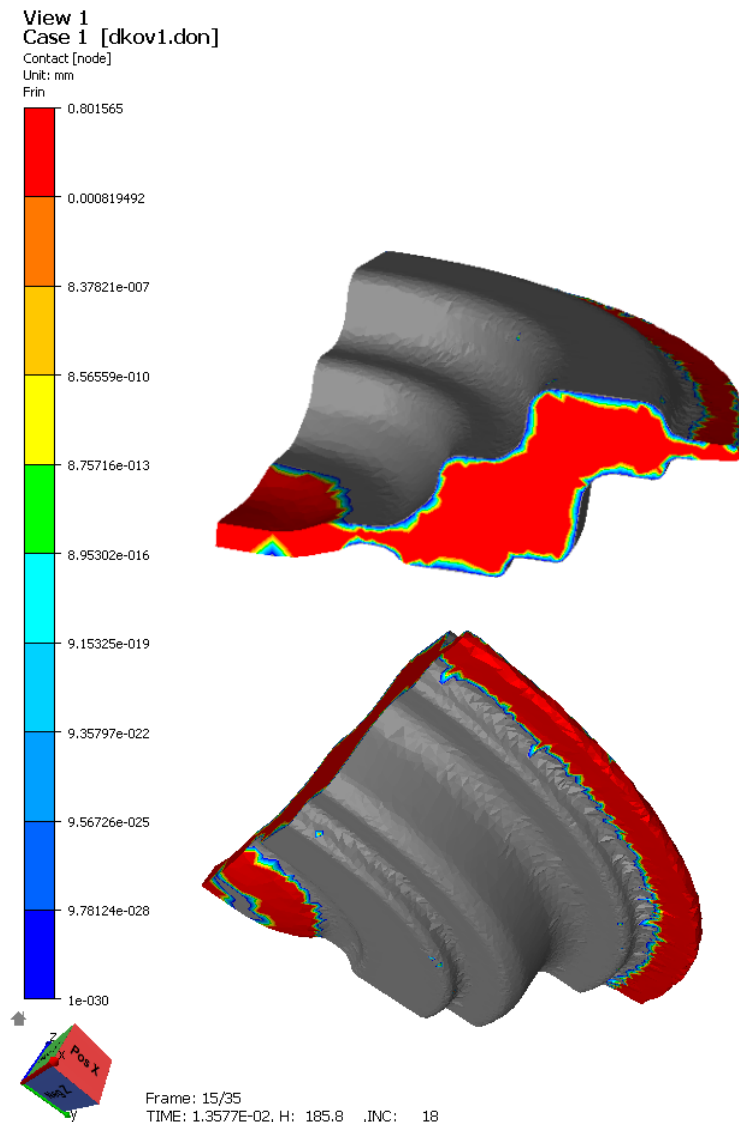 View 1
Case 1 [dkov1.don]
Contact [node]
Unit: mm
Frin
0.801565
0.000819492
8.37821e-007
8.56559e-010
8.75716e-013
8.95302e-016
9.15325e-019
9.35797e-022
9.56726e-025
9.78124e-028
1e-030
Z
X
Pos X
Neg Z
y
Frame: 15/35
TIME: 1.3577E-02, H: 185.8 .INC: 18